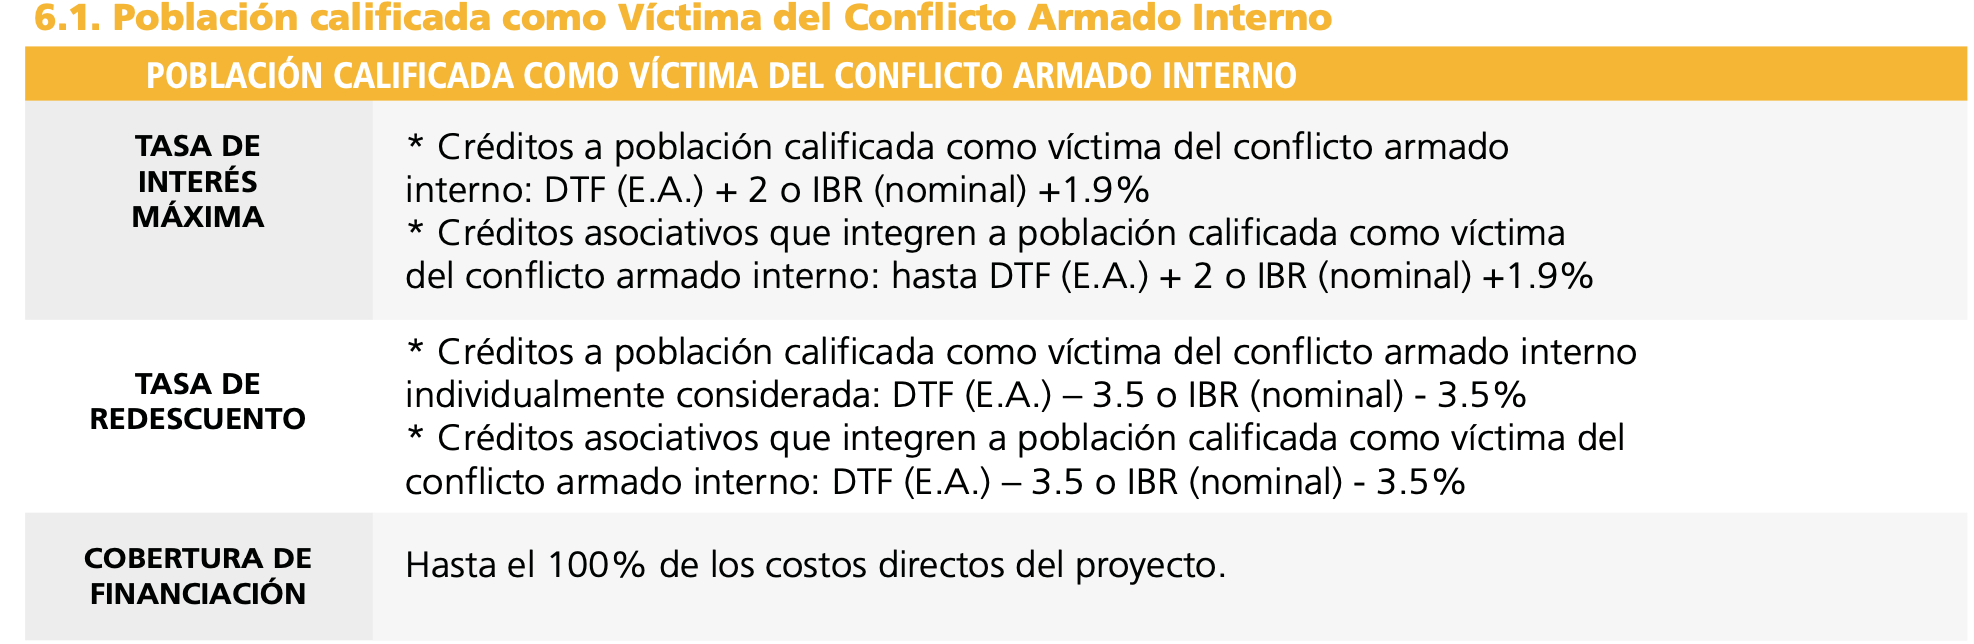 6.1. Población calificada como Víctima del Conflicto Armado Interno
POBLACIÓN CALIFICADA COMO VÍCTIMA DEL CONFLICTO ARMADO INTERNO
TASA DE
INTERÉS
MÁXIMA
* Créditos a población calificada como víctima del conflicto armado
interno: DTF (E.A.) + 2 o IBR (nominal) +1.9%
* Créditos asociativos que integren a población calificada como víctima
del conflicto armado interno: hasta DTF (E.A.) + 2 o IBR (nominal) +1.9%
TASA DE
REDESCUENTO
* Créditos a población calificada como víctima del conflicto armado interno
individualmente considerada: DTF (E.A.) – 3.5 o IBR (nominal) - 3.5%
* Créditos asociativos que integren a población calificada como víctima del
conflicto armado interno: DTF (E.A.) – 3.5 o IBR (nominal) - 3.5%
COBERTURA DE
FINANCIACIÓN
Hasta el 100% de los costos directos del proyecto.